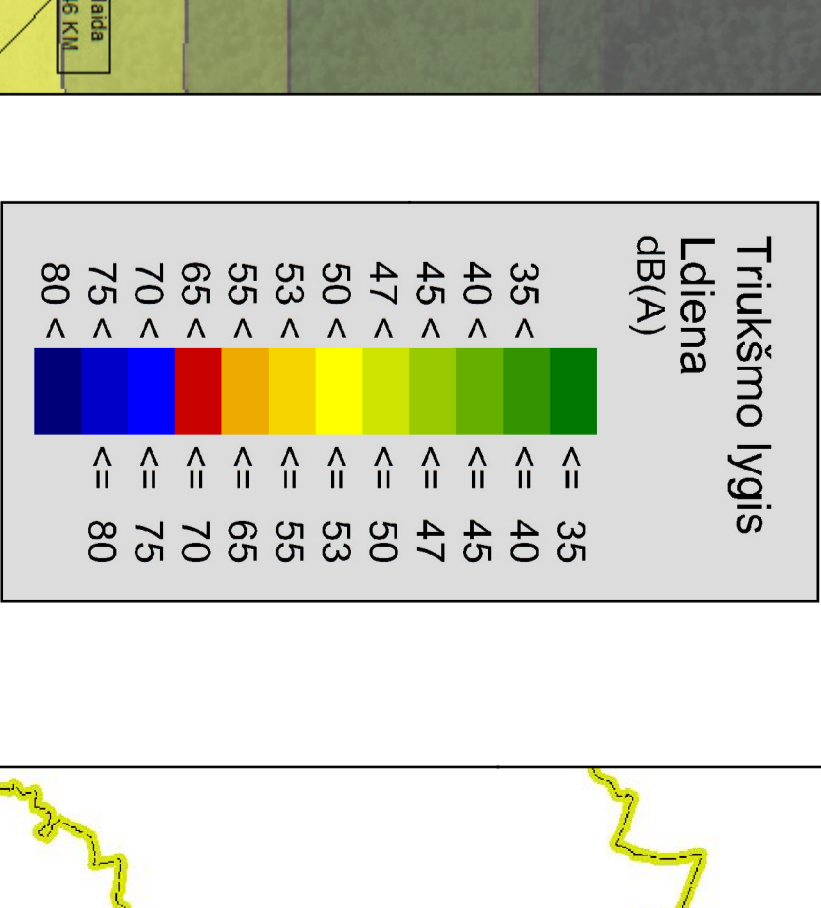 Triukšmo lygis
Ldiena
dB(A)
<= 35
35 < <= 40
40 < <= 45
45 < <= 47
47 < <= 50
50 < <= 53
53 < <= 55
55 < <= 65
65 < <= 70
70 < <= 75
75 < <= 80
80 <